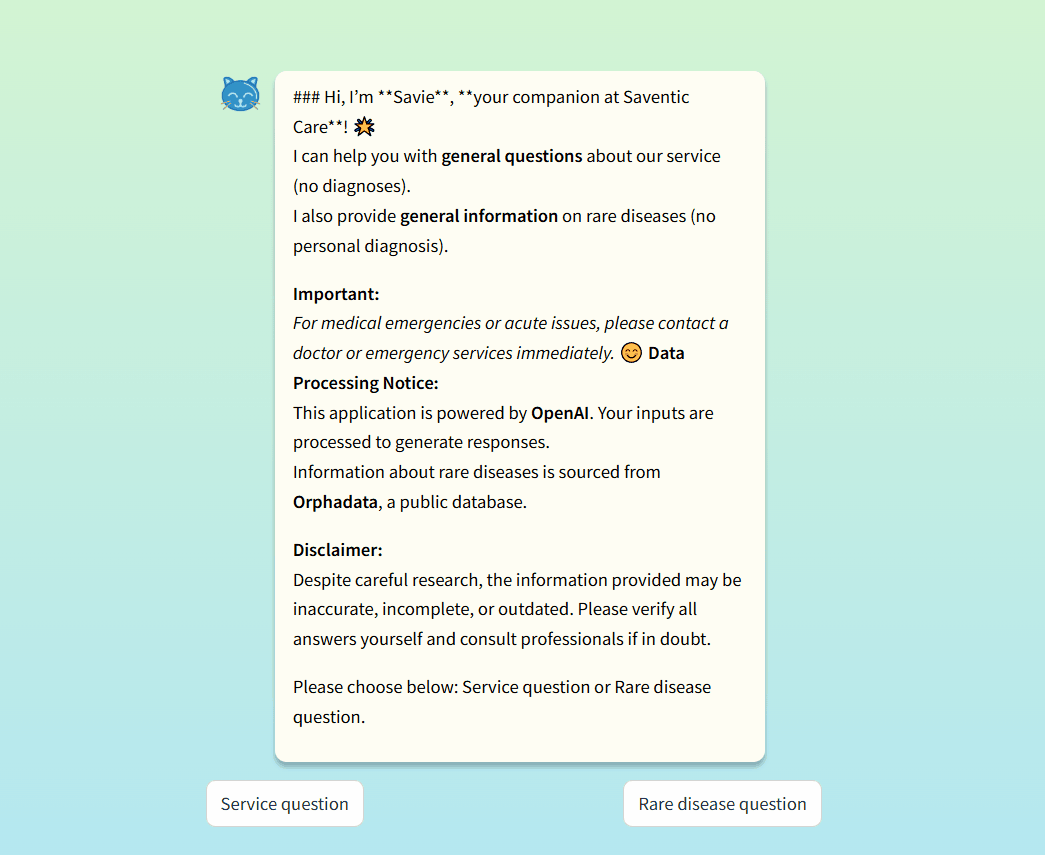 ### Hi, I’m **Savie**, **your companion at Saventic
Care**! 🌟
I can help you with general questions about our service
(no diagnoses).
I also provide general information on rare diseases (no
personal diagnosis).
Important:
For medical emergencies or acute issues, please contact a
doctor or emergency services immediately. 😊 Data
Processing Notice:
This application is powered by OpenAI. Your inputs are
processed to generate responses.
Information about rare diseases is sourced from
Orphadata, a public database.
Disclaimer:
Despite careful research, the information provided may be
inaccurate, incomplete, or outdated. Please verify all
answers yourself and consult professionals if in doubt.
Please choose below: Service question or Rare disease
question.
Service question
Rare disease question